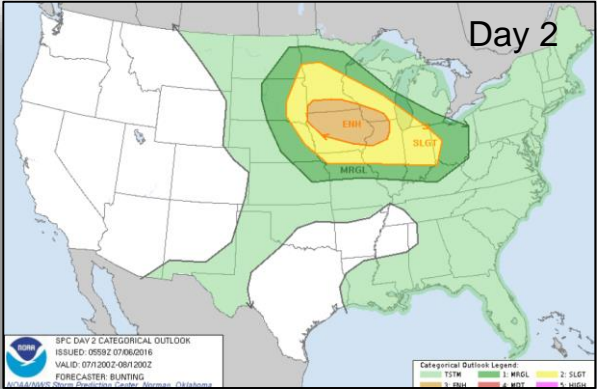 Day 2
ENH
SLGT
MRGL
NOAA
SPC DAY 2 CATEGORICAL OUTLOOK
ISSUED: 0559Z 07/06/2016
VALID: 07/1200Z-08/1200Z
FORECASTER: BUNTING
NOAA/NWS Storm Prediction Center, Norman, Oklahoma
Categorical Outlook Legend:
TSTM 1: MRGL 2: SLGT
3: ENH 4: MDT 5: HIGH